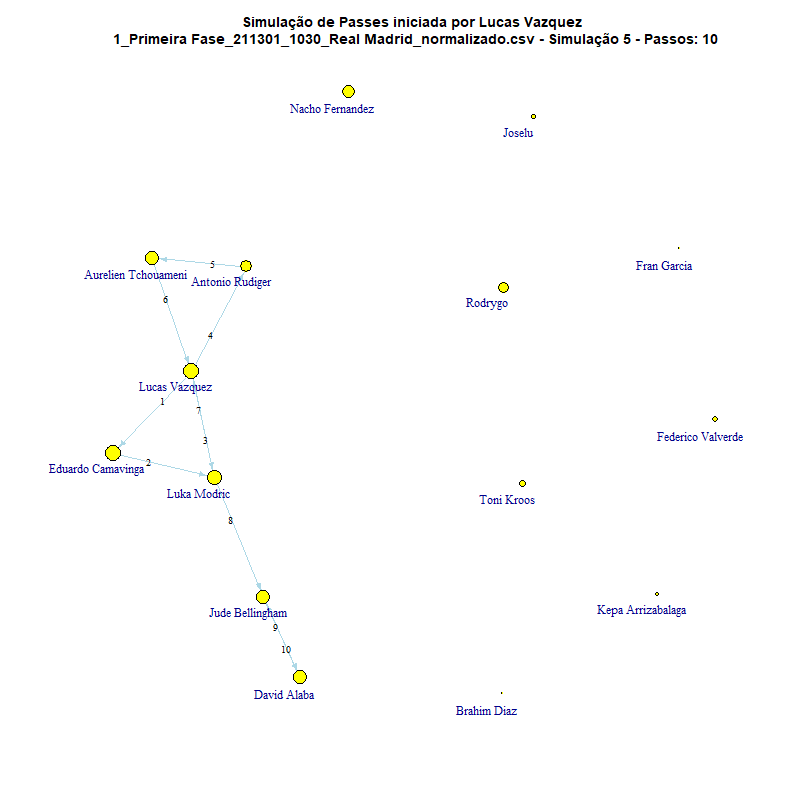 Simulação de Passes iniciada por Lucas Vazquez
1_Primeira Fase_211301_1030_Real Madrid_normalizado.csv - Simulação 5 - Passos: 10
Nacho Fernandez
Joselu
Fran Garcia
5
Aurelien Tchouameni
Antonio Rudiger
6
Rodrygo
4
Lucas Vazquez
1
7
Federico Valverde
3
2
Eduardo Camavinga
Luka Modric
Toni Kroos
8
Kepa Arrizabalaga
Jude Bellingham
9
10
David Alaba
Brahim Diaz